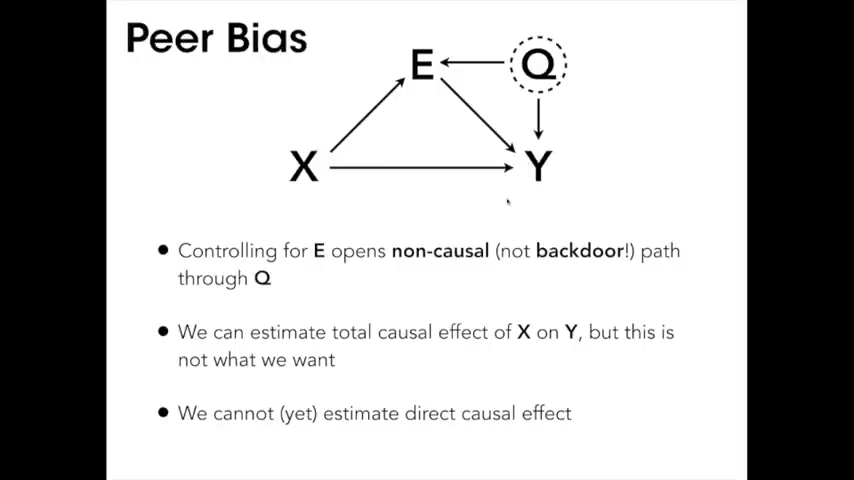 Peer Bias
E
Q
X
Y
● Controlling for E opens non-causal (not backdoor!) path
through Q
● We can estimate total causal effect of X on Y, but this is
not what we want
● We cannot (yet) estimate direct causal effect